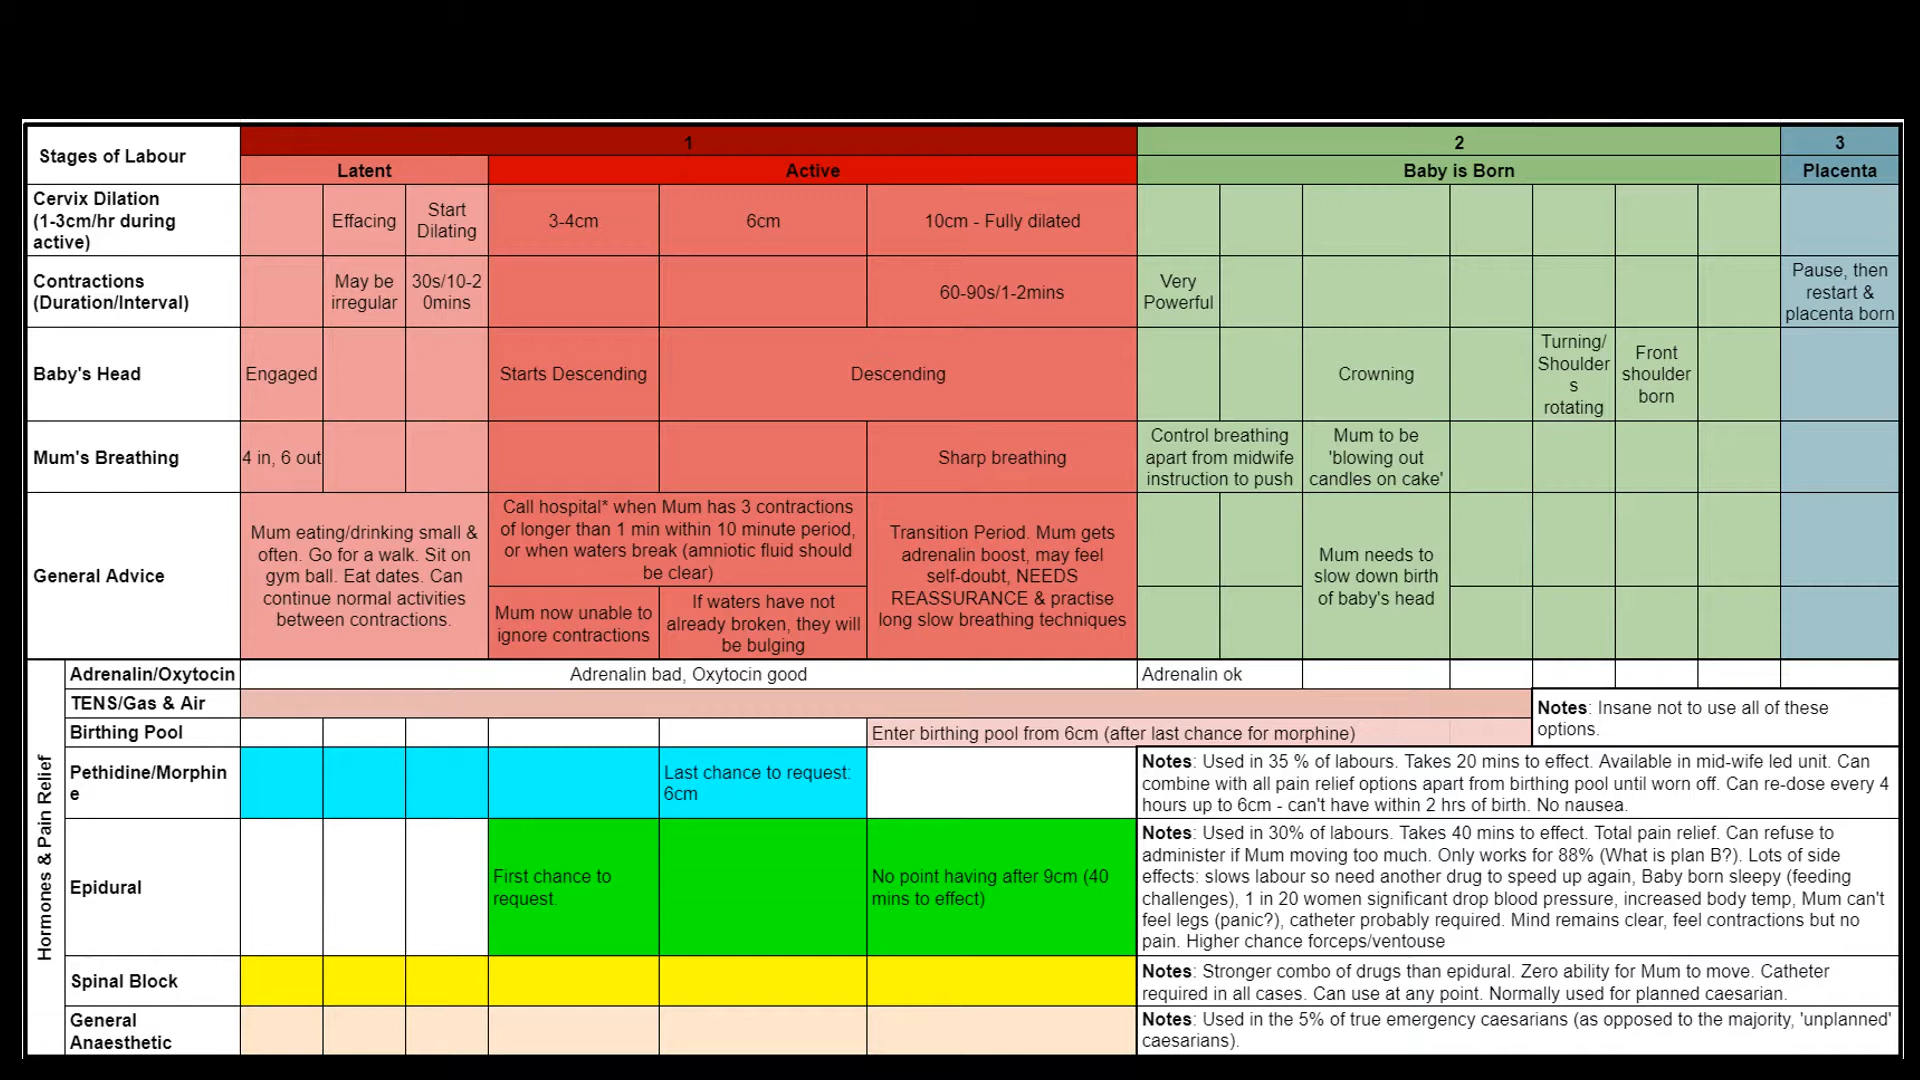 Stages of Labour
1
2
3
Latent
Active
Baby is Born
Placenta
Cervix Dilation
(1-3cm/hr during
active)
Effacing
Start
Dilating
3-4cm
6cm
10cm - Fully dilated
Contractions
(Duration/Interval)
May be
irregular
30s/10-2
0mins
60-90s/1-2mins
Very
Powerful
Pause, then
restart &
placenta born
Baby's Head
Engaged
Starts Descending
Descending
Crowning
Turning/
Shoulder
s
rotating
Front
shoulder
born
Mum's Breathing
4 in, 6 out
Sharp breathing
Control breathing
apart from midwife
instruction to push
Mum to be
'blowing out
candles on cake'
General Advice
Mum eating/drinking small &
often. Go for a walk. Sit on
gym ball. Eat dates. Can
continue normal activities
between contractions.
Call hospital* when Mum has 3 contractions
of longer than 1 min within 10 minute period,
or when waters break (amniotic fluid should
be clear)
Mum now unable to
ignore contractions
If waters have not
already broken, they will
be bulging
Transition Period. Mum gets
adrenalin boost, may feel
self-doubt, NEEDS
REASSURANCE & practise
long slow breathing techniques
Mum needs to
slow down birth
of baby's head
Hormones & Pain Relief
Adrenalin/Oxytocin
Adrenalin bad, Oxytocin good
Adrenalin ok
TENS/Gas & Air
Notes: Insane not to use all of these
options.
Birthing Pool
Enter birthing pool from 6cm (after last chance for morphine)
Pethidine/Morphin
e
Last chance to request:
6cm
Notes: Used in 35 % of labours. Takes 20 mins to effect. Available in mid-wife led unit. Can
combine with all pain relief options apart from birthing pool until worn off. Can re-dose every 4
hours up to 6cm - can't have within 2 hrs of birth. No nausea.
Epidural
First chance to
request.
No point having after 9cm (40
mins to effect)
Notes: Used in 30% of labours. Takes 40 mins to effect. Total pain relief. Can refuse to
administer if Mum moving too much. Only works for 88% (What is plan B?). Lots of side
effects: slows labour so need another drug to speed up again, Baby born sleepy (feeding
challenges), 1 in 20 women significant drop blood pressure, increased body temp, Mum can't
feel legs (panic?), catheter probably required. Mind remains clear, feel contractions but no
pain. Higher chance forceps/ventouse
Spinal Block
Notes: Stronger combo of drugs than epidural. Zero ability for Mum to move. Catheter
required in all cases. Can use at any point. Normally used for planned caesarian.
General
Anaesthetic
Notes: Used in the 5% of true emergency caesarians (as opposed to the majority, 'unplanned'
caesarians).